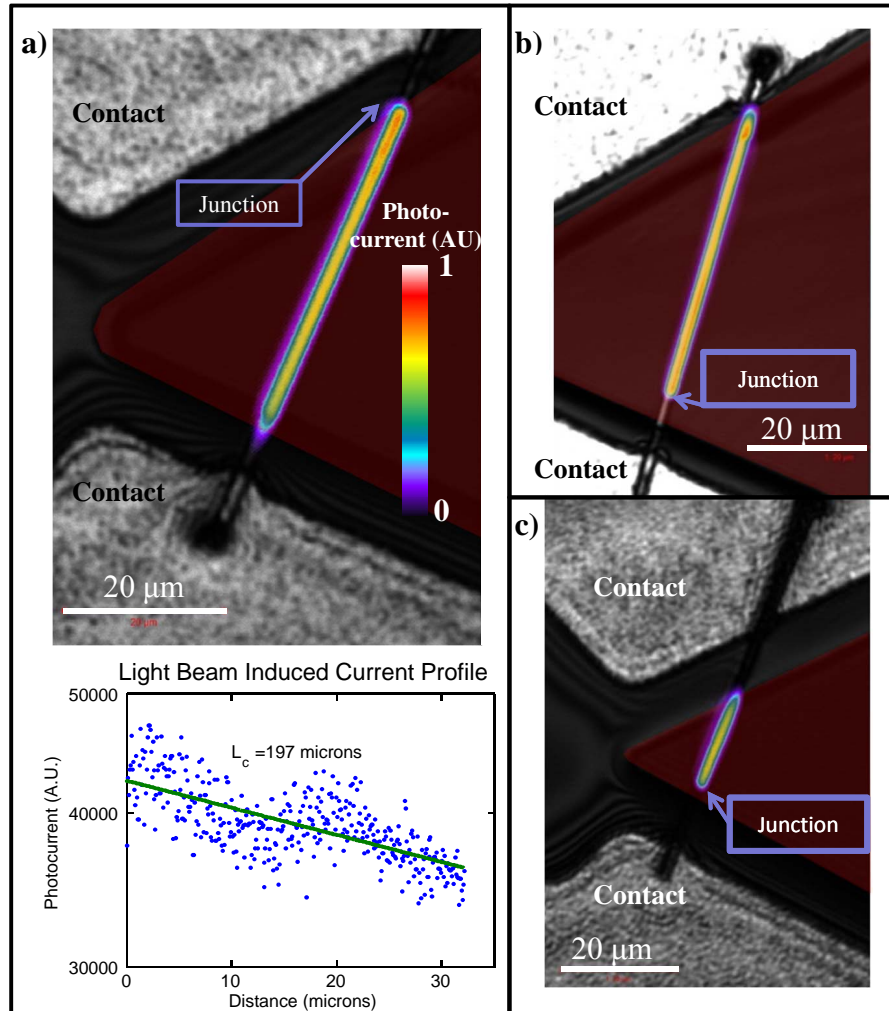 a)
Contact
Junction
Photo-
current (AU)
1
0
Contact
20 μm
20 μm
Light Beam Induced Current Profile
50000
40000
30000
Photocurrent (A.U.)
L_c =197 microns
0
10
20
30
Distance (microns)
b)
Contact
Junction
20 μm
Contact
c)
Contact
Junction
Contact
20 μm